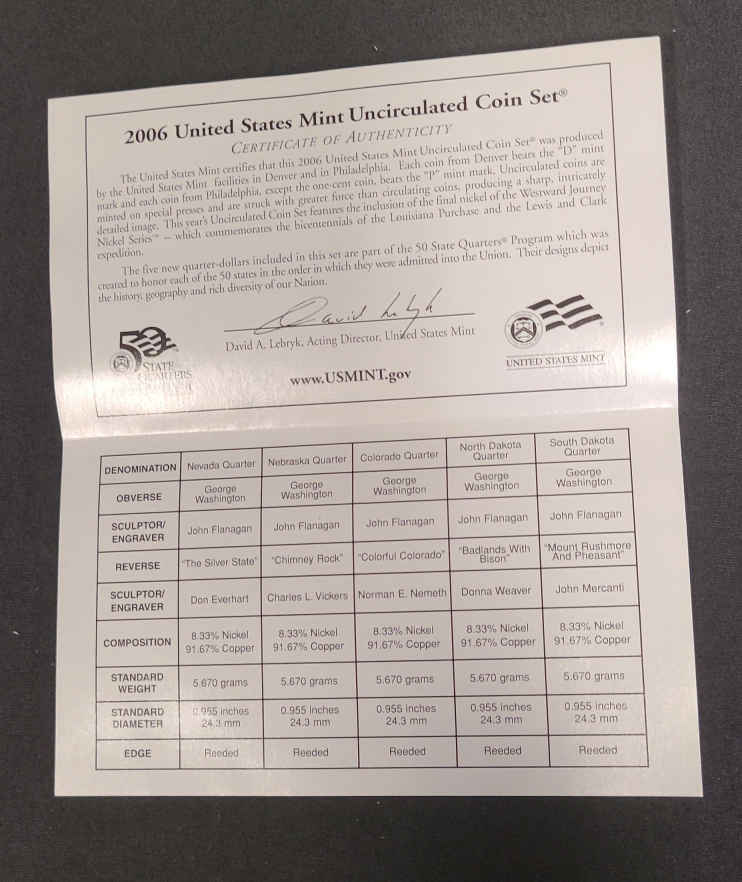 2006 United States Mint Uncirculated Coin Set®
CERTIFICATE OF AUTHENTICITY
The United States Mint certifies that this 2006 United States Mint Uncirculated Coin Set® was produced
by the United States Mint facilities in Denver and in Philadelphia. Each coin from Denver bears the "D" mint
mark and each coin from Philadelphia, except the one-cent coin, bears the "P" mint mark. Uncirculated coins are
minted on special presses and are struck with greater force than circulating coins, producing a sharp, intricately
detailed image. This year's Uncirculated Coin Set features the inclusion of the final nickel of the Westward Journey
Nickel Series™ – which commemorates the bicentennials of the Louisiana Purchase and the Lewis and Clark
expedition.
The five new quarter-dollars included in this set are part of the 50 State Quarters® Program which was
created to honor each of the 50 states in the order in which they were admitted into the Union. Their designs depict
the history, geography and rich diversity of our Nation.
David Lebryk
David A. Lebryk, Acting Director, United States Mint
50
STATE
QUARTERS
www.USMINT.gov
UNITED STATES MINT
DENOMINATION Nevada Quarter Nebraska Quarter Colorado Quarter North Dakota Quarter South Dakota Quarter
OBVERSE George Washington George Washington George Washington George Washington George Washington
SCULPTOR/ ENGRAVER John Flanagan John Flanagan John Flanagan John Flanagan John Flanagan
REVERSE "The Silver State" "Chimney Rock" "Colorful Colorado" "Badlands With Bison" "Mount Rushmore And Pheasant"
SCULPTOR/ ENGRAVER Don Everhart Charles L. Vickers Norman E. Nemeth Donna Weaver John Mercanti
COMPOSITION 8.33% Nickel 91.67% Copper 8.33% Nickel 91.67% Copper 8.33% Nickel 91.67% Copper 8.33% Nickel 91.67% Copper 8.33% Nickel 91.67% Copper
STANDARD WEIGHT 5.670 grams 5.670 grams 5.670 grams 5.670 grams 5.670 grams
STANDARD DIAMETER 0.955 inches 24.3 mm 0.955 inches 24.3 mm 0.955 inches 24.3 mm 0.955 inches 24.3 mm 0.955 inches 24.3 mm
EDGE Reeded Reeded Reeded Reeded Reeded